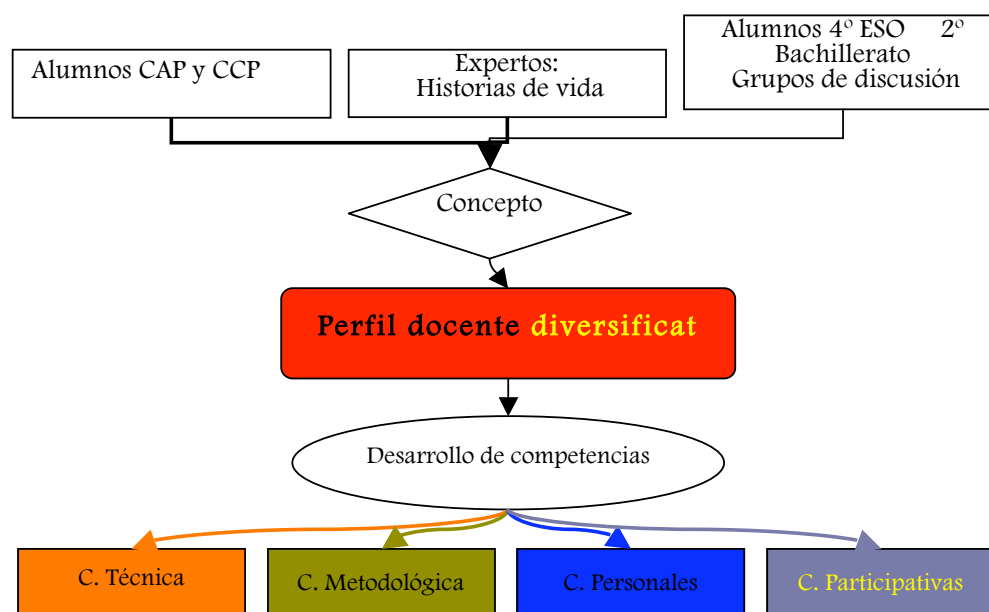 Alumnos CAP y CCP
Expertos:
Historias de vida
Alumnos 4º ESO 2º
Bachillerato
Grupos de discusión
Concepto
Perfil docente diversificat
Desarrollo de competencias
C. Técnica
C. Metodológica
C. Personales
C. Participativas